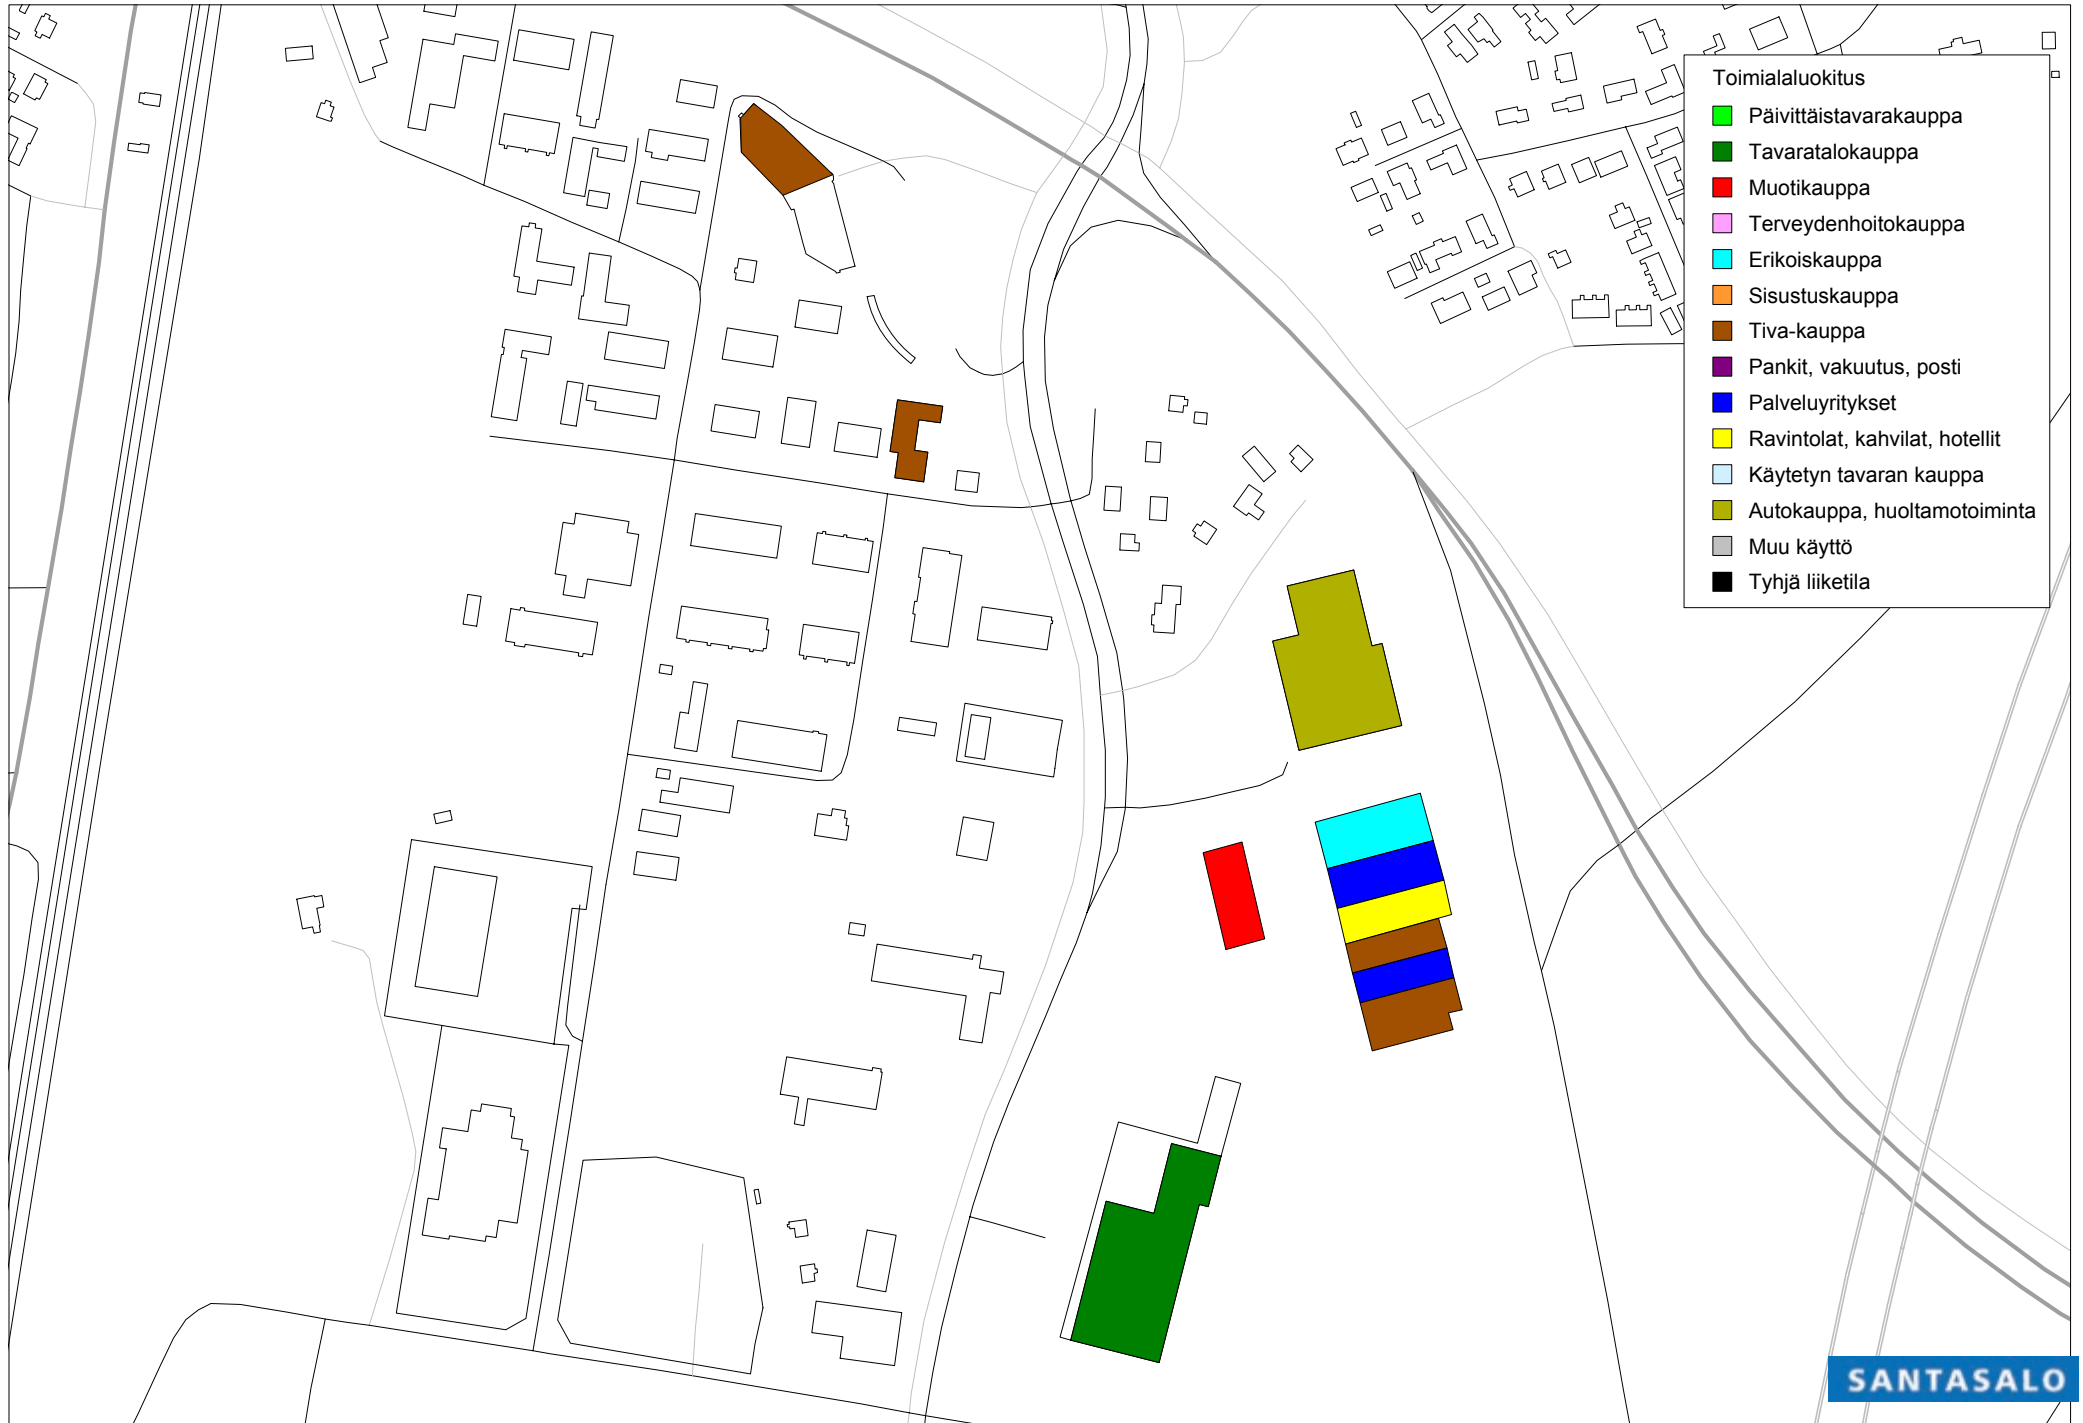 Toimialaluokitus
Päivittäistavarakauppa
Tavaratalokauppa
Muotikauppa
Terveydenhoitokauppa
Erikoiskauppa
Sisustuskauppa
Tiva-kauppa
Pankit, vakuutus, posti
Palveluyritykset
Ravintolat, kahvilat, hotellit
Käytetyn tavaran kauppa
Autokauppa, huoltamotoiminta
Muu käyttö
Tyhjä liiketila
SANTASALO